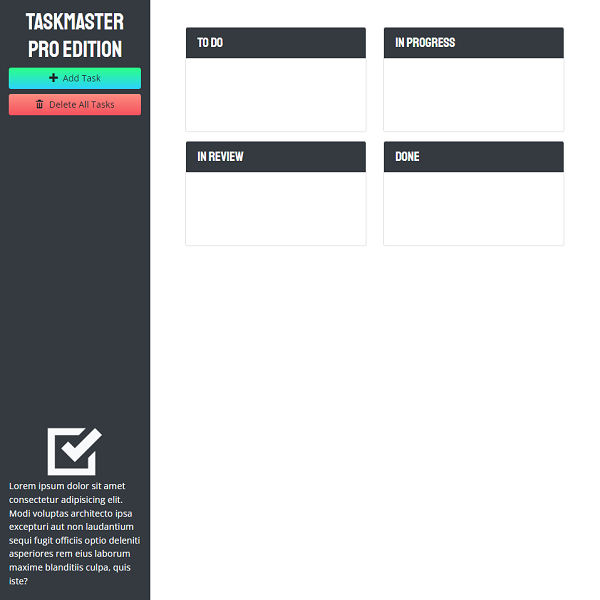 TASKMASTER
PRO EDITION
Add Task
Delete All Tasks
TO DO
IN PROGRESS
IN REVIEW
DONE
Lorem ipsum dolor sit amet
consectetur adipisicing elit.
Modi voluptas architecto ipsa
excepturi aut non laudantium
sequi fugit officiis optio deleniti
asperiores rem eius laborum
maxime blanditiis culpa, quis
iste?